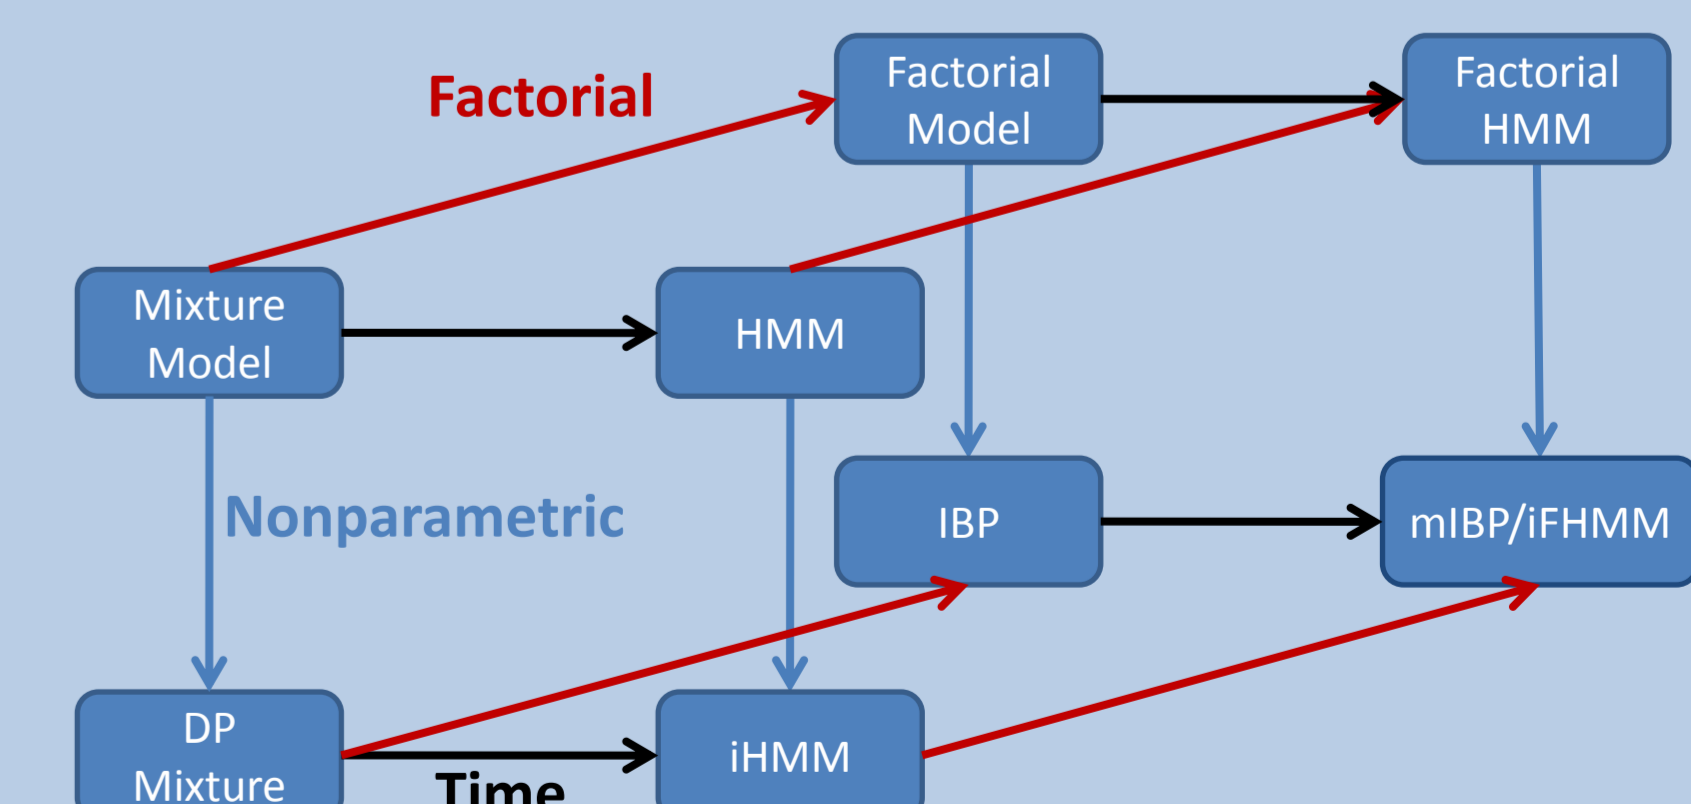 Factorial
Factorial
Model
Factorial
HMM
Mixture
Model
HMM
Nonparametric
IBP
mIBP/iFHMM
DP
Mixture
iHMM
Time